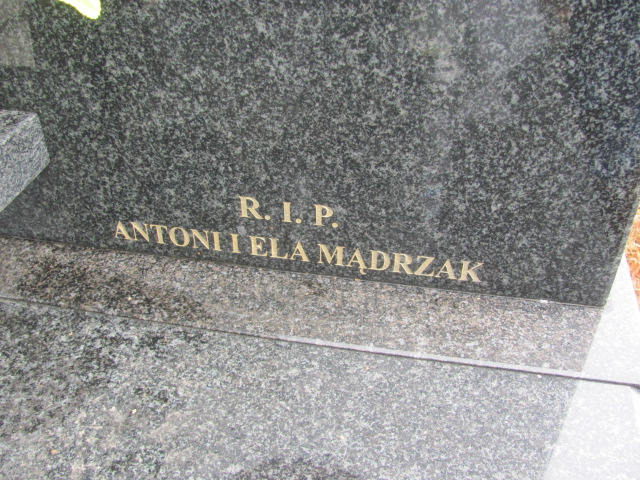 R. I. P.
ANTONI I ELA MĄDRZAK